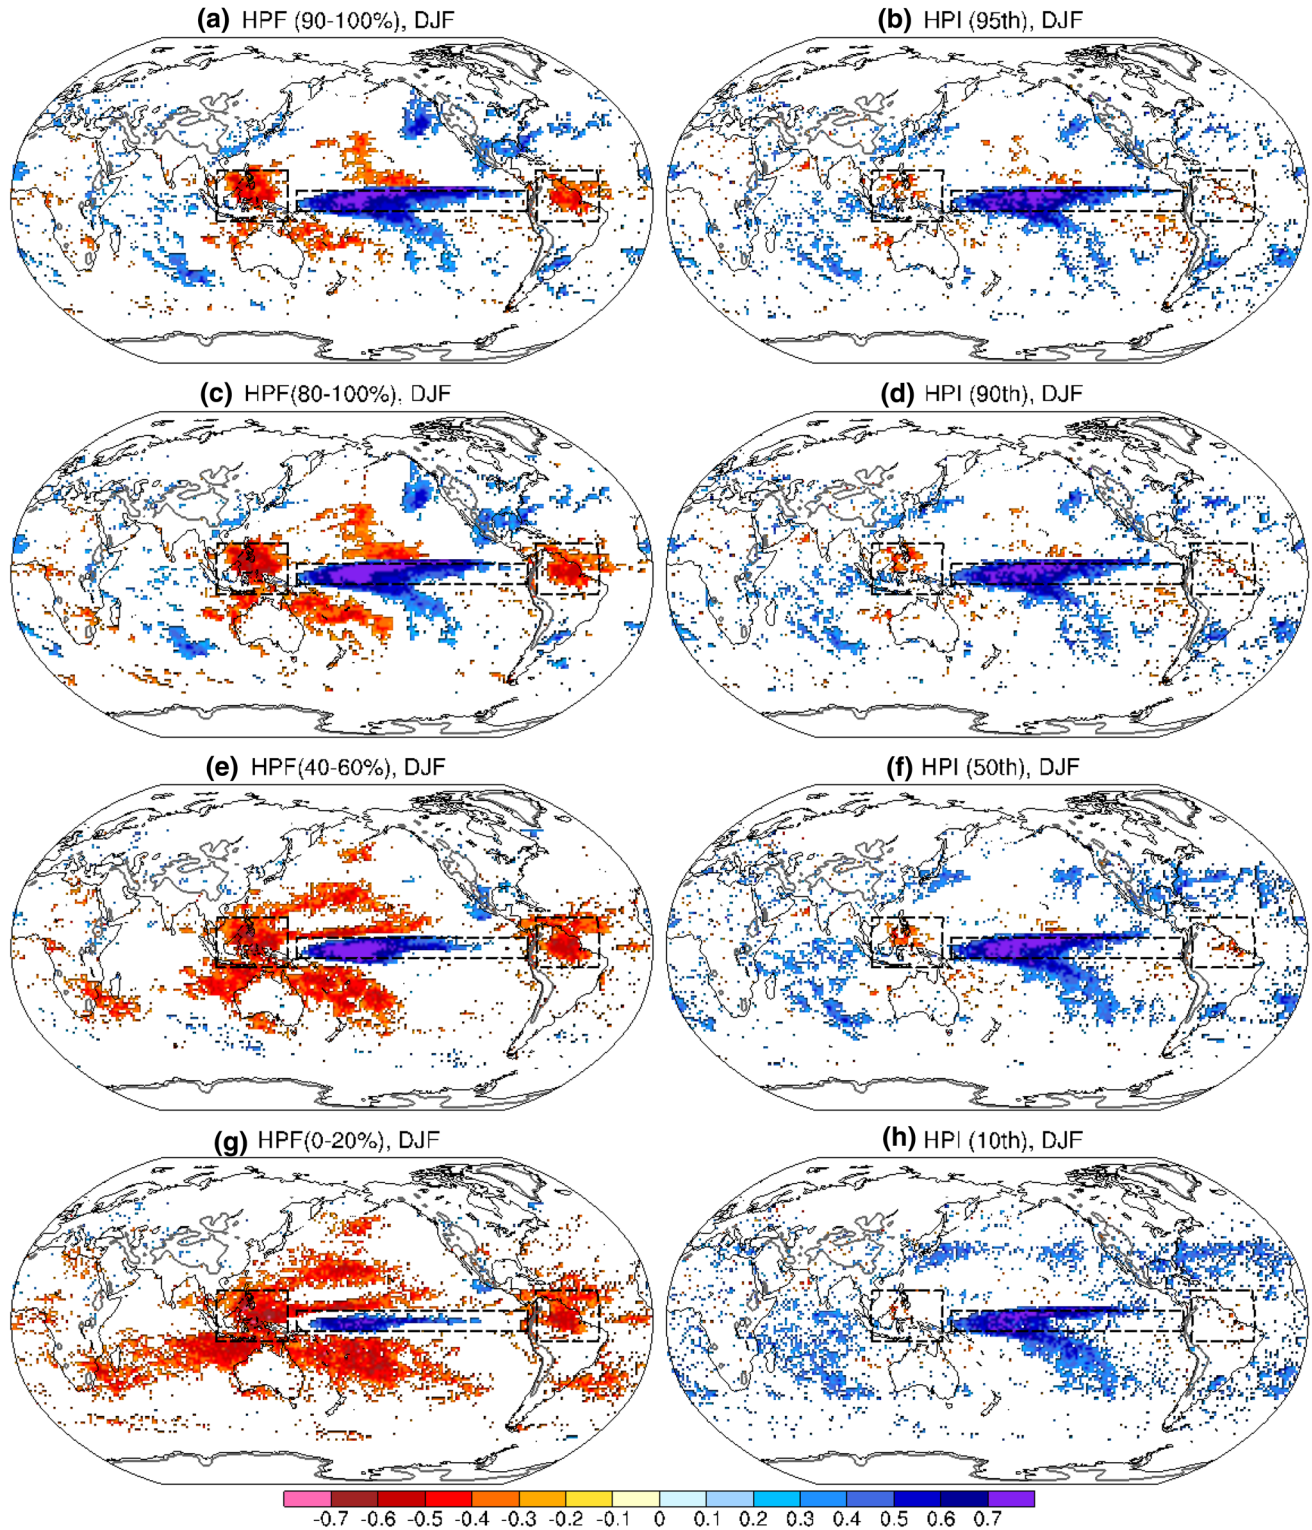 (a) HPF (90-100%), DJF
(b) HPI (95th), DJF
(c) HPF(80-100%), DJF
(d) HPI (90th), DJF
(e) HPF(40-60%), DJF
(f) HPI (50th), DJF
(g) HPF(0-20%), DJF
(h) HPI (10th), DJF
-0.7 -0.6 -0.5 -0.4 -0.3 -0.2 -0.1 0 0.1 0.2 0.3 0.4 0.5 0.6 0.7